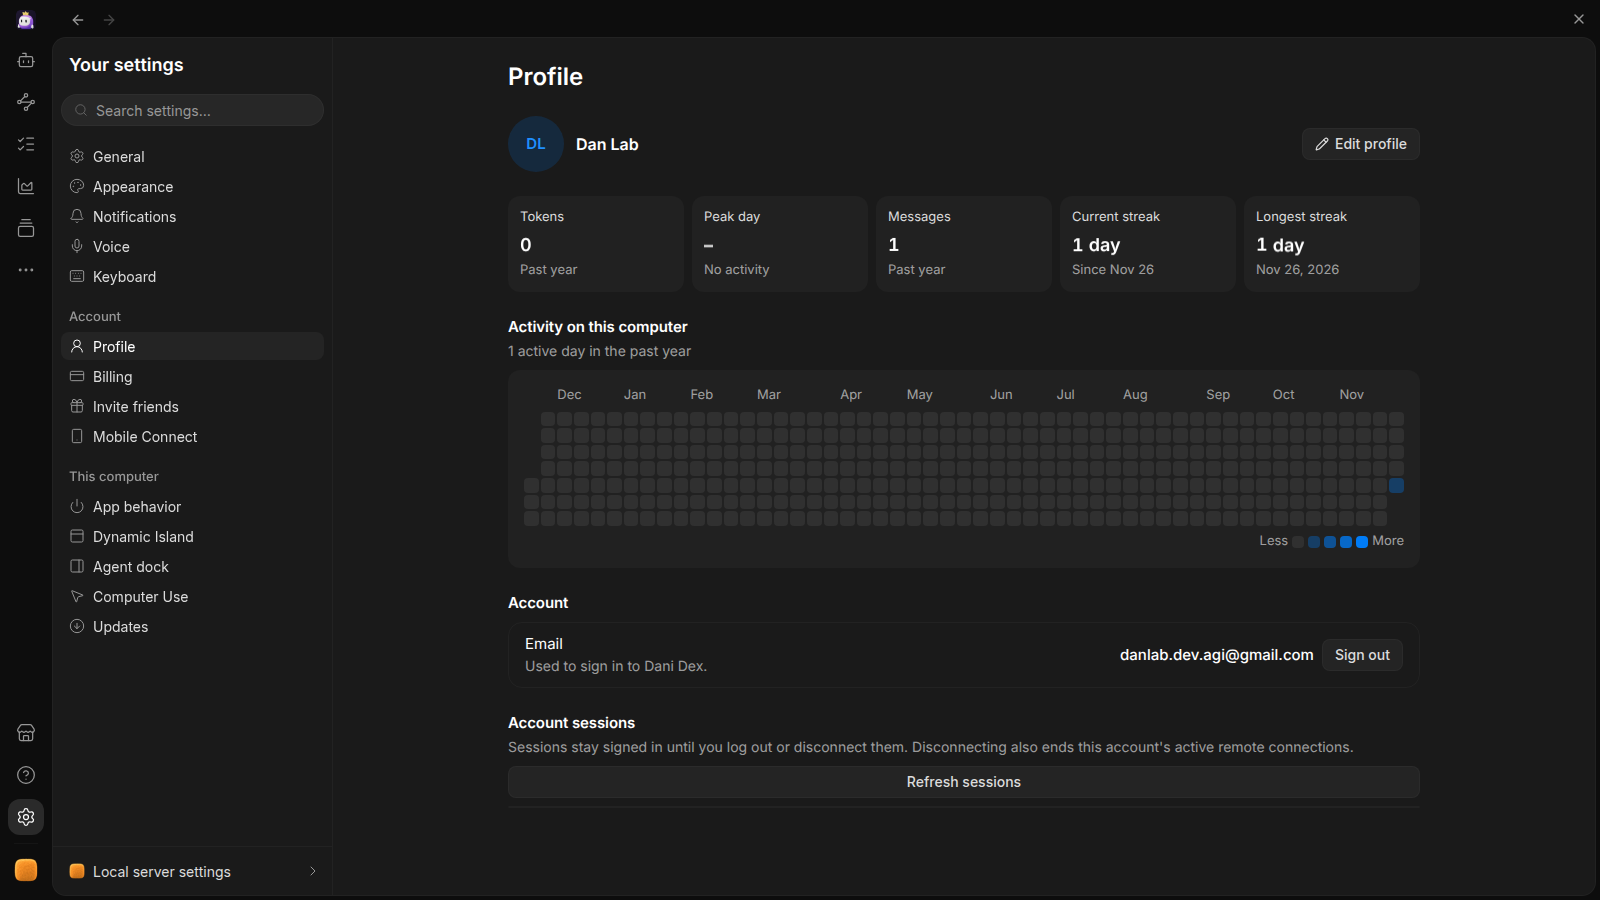 Your settings
Search settings...
General
Appearance
Notifications
Voice
Keyboard
Account
Profile
Billing
Invite friends
Mobile Connect
This computer
App behavior
Dynamic Island
Agent dock
Computer Use
Updates
Local server settings
Profile
DL
Dan Lab
Edit profile
Tokens
0
Past year
Peak day
–
No activity
Messages
1
Past year
Current streak
1 day
Since Nov 26
Longest streak
1 day
Nov 26, 2026
Activity on this computer
1 active day in the past year
Dec Jan Feb Mar Apr May Jun Jul Aug Sep Oct Nov
Less More
Account
Email
Used to sign in to Dani Dex.
danlab.dev.agi@gmail.com
Sign out
Account sessions
Sessions stay signed in until you log out or disconnect them. Disconnecting also ends this account's active remote connections.
Refresh sessions